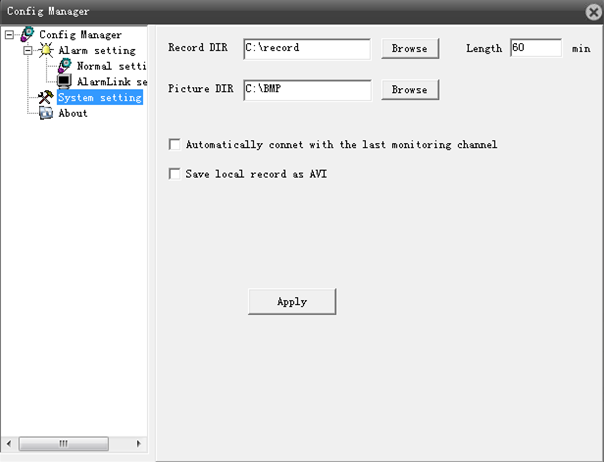 Config Manager
Config Manager
Alarm setting
Normal setti
AlarmLink se
System setting
About
Record DIR C:\record Browse Length 60 min
Picture DIR C:\BMP Browse
Automatically connet with the last monitoring channel
Save local record as AVI
Apply